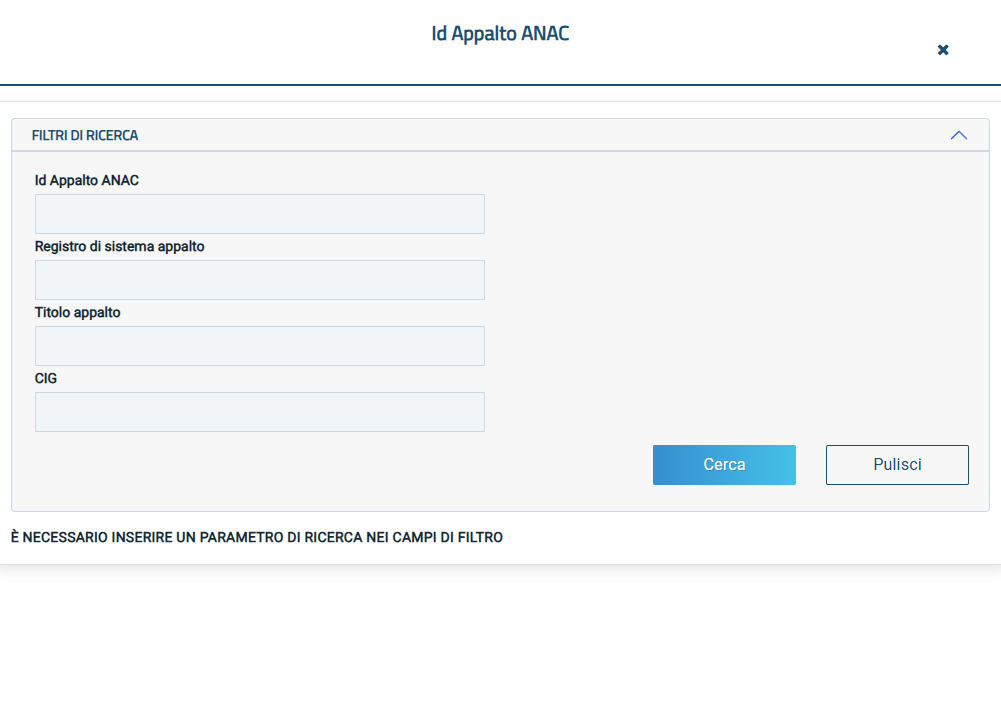 Id Appalto ANAC
FILTRI DI RICERCA
Id Appalto ANAC
Registro di sistema appalto
Titolo appalto
CIG
Cerca
Pulisci
È NECESSARIO INSERIRE UN PARAMETRO DI RICERCA NEI CAMPI DI FILTRO